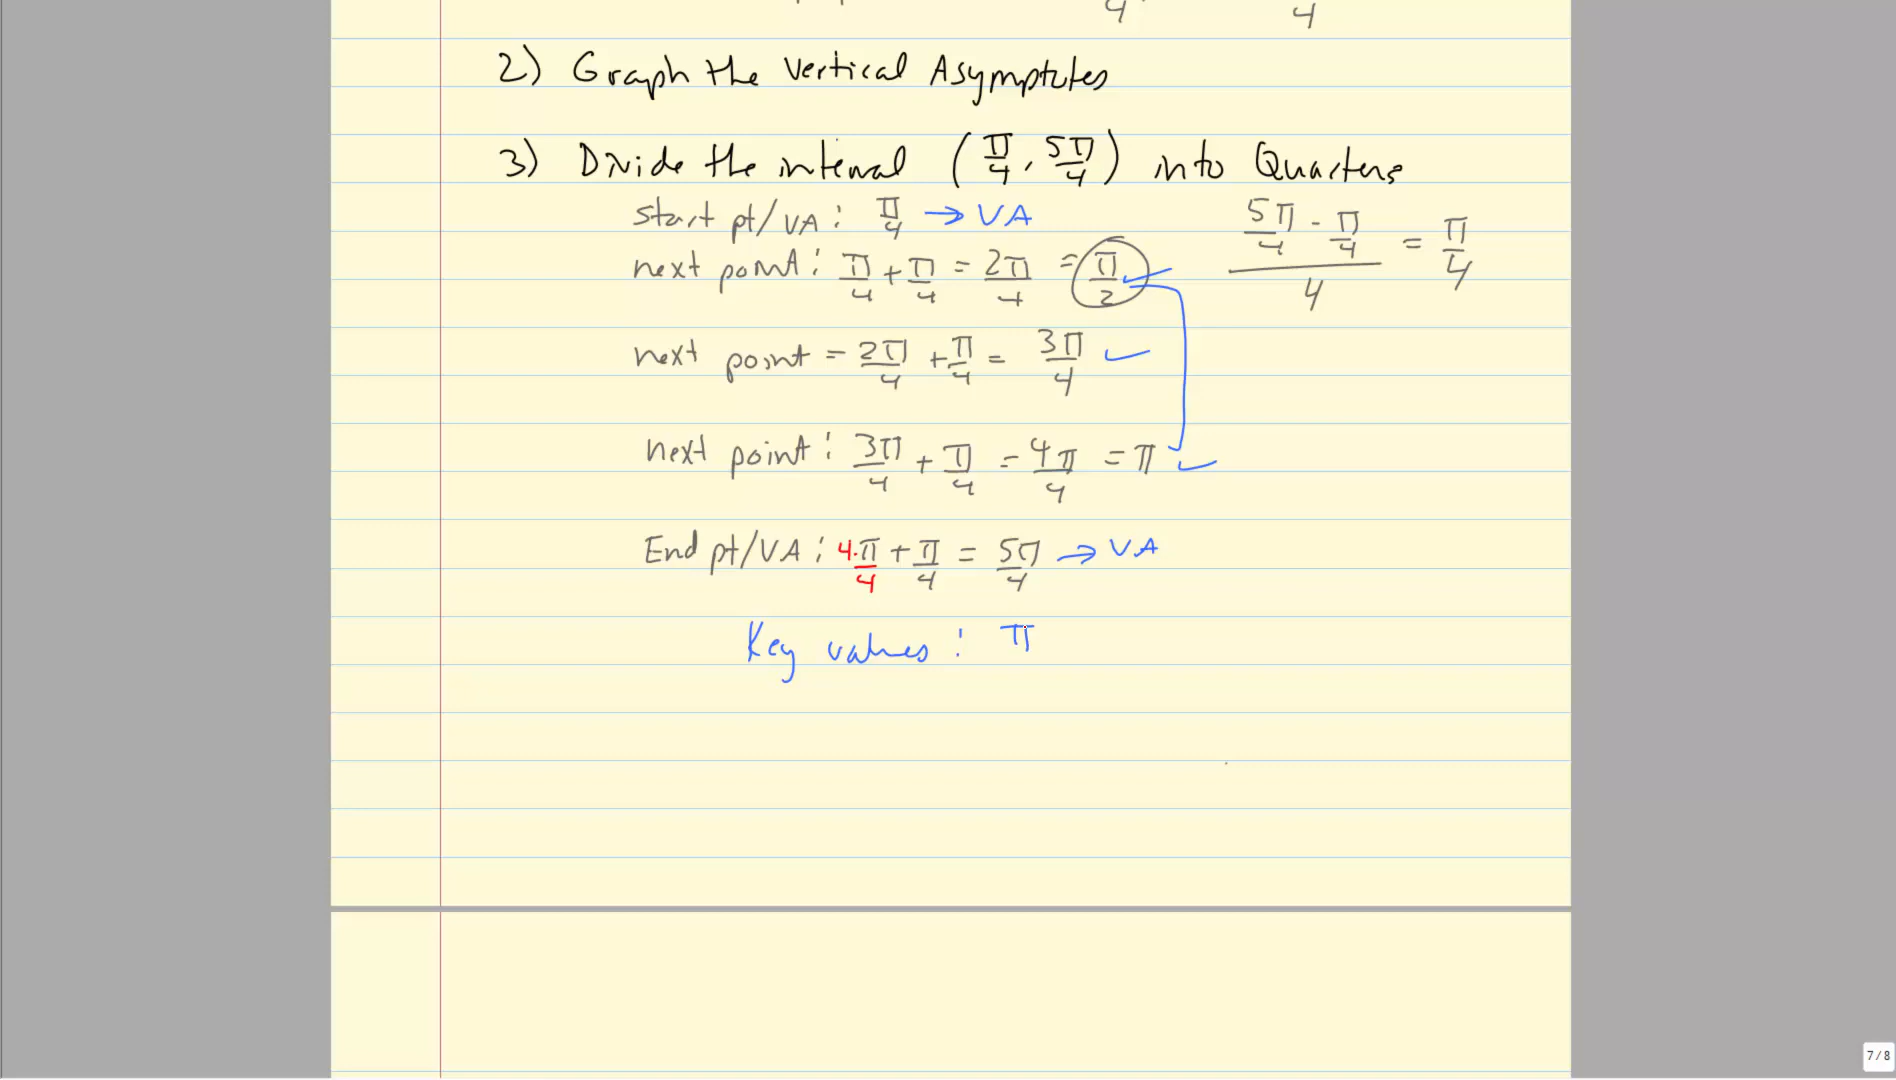 4 4
2) Graph the Vertical Asymptotes
3) Divide the interval (π/4, 5π/4) into Quarters
start pt/VA: π/4 → VA
(5π/4 - π/4)/4 = π/4
next point: π/4 + π/4 = 2π/4 = π/2
next point = 2π/4 + π/4 = 3π/4 ✓
next point: 3π/4 + π/4 = 4π/4 = π ✓
End pt/VA: 4·π/4 + π/4 = 5π/4 → VA
Key values: π
7/8